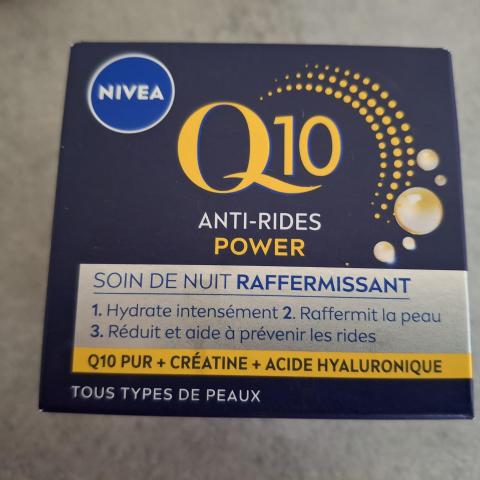 NIVEA
Q10
ANTI-RIDES
POWER
SOIN DE NUIT RAFFERMISSANT
1. Hydrate intensément 2. Raffermit la peau
3. Réduit et aide à prévenir les rides
Q10 PUR + CRÉATINE + ACIDE HYALURONIQUE
TOUS TYPES DE PEAUX